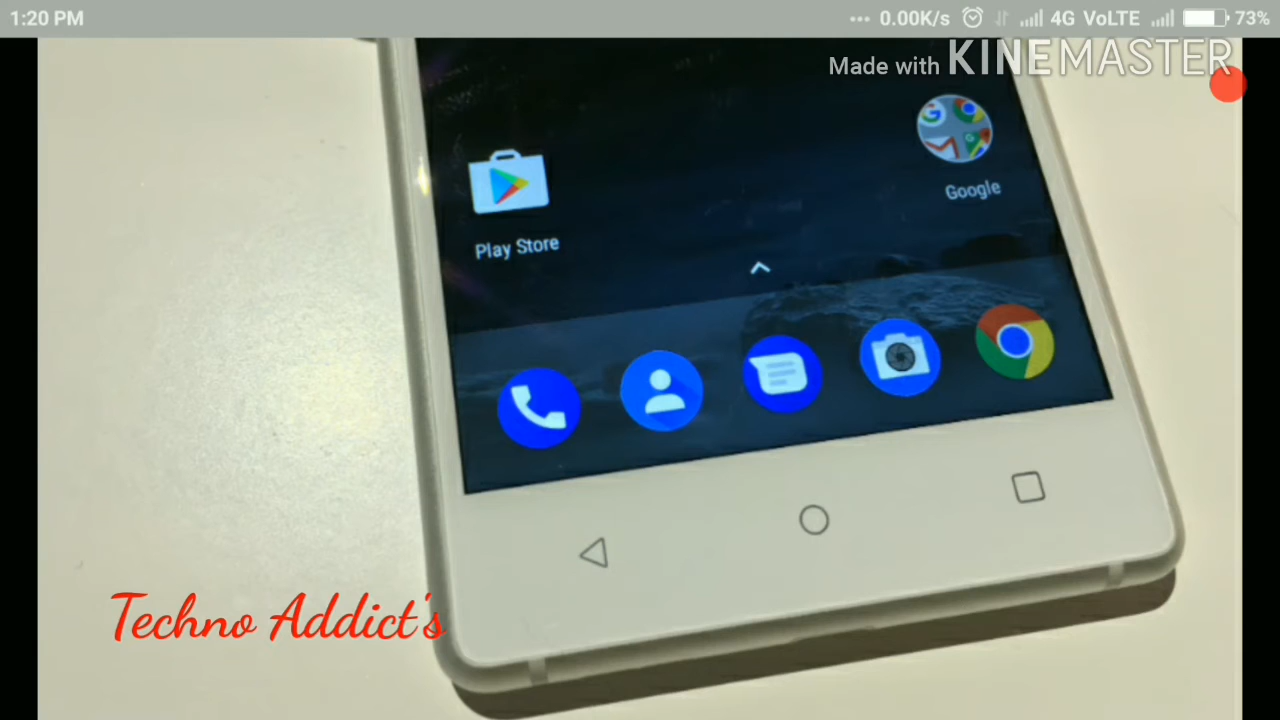 1:20 PM
... 0.00K/s 4G VoLTE 73%
Made with KINEMASTER
Google
Play Store
Techno Addict's